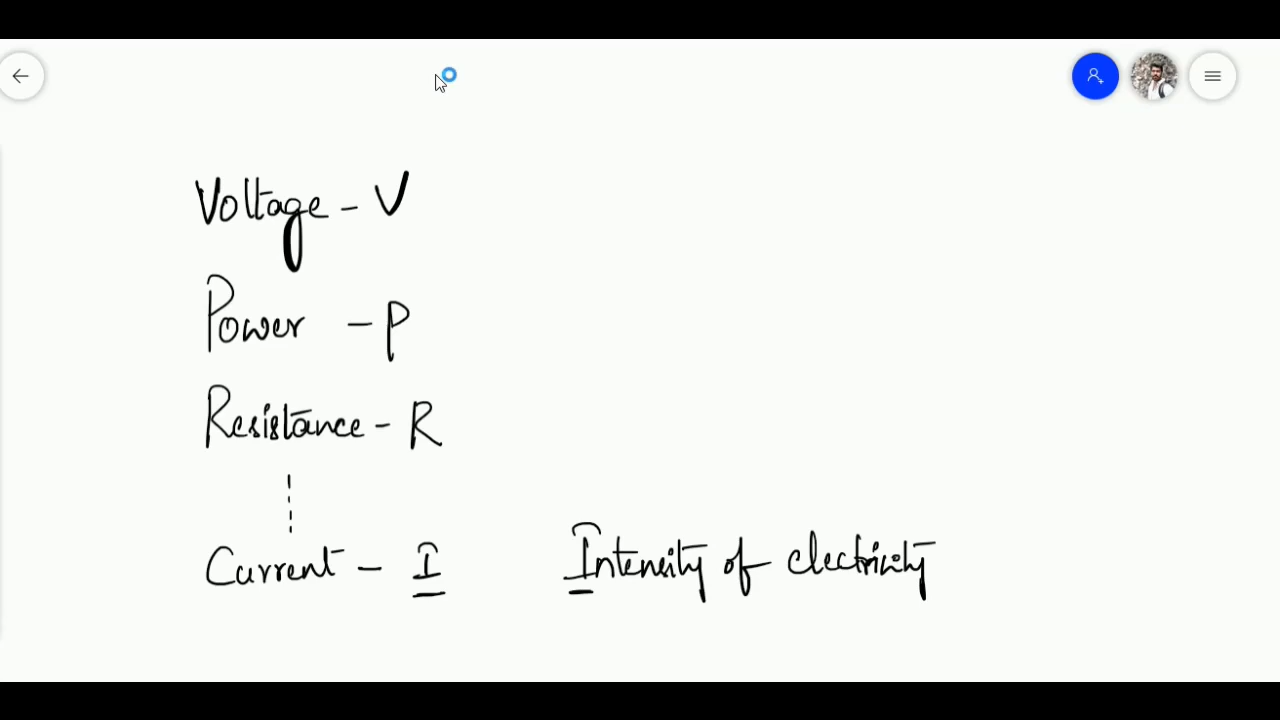 Voltage - V
Power - P
Resistance - R
Current - I Intensity of electricity